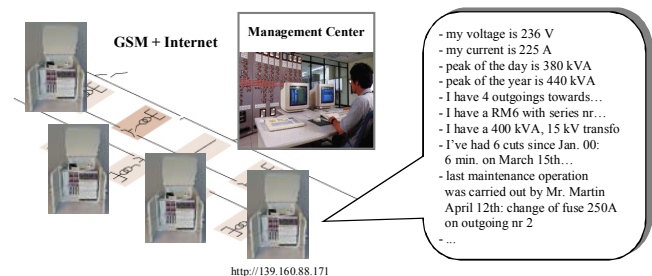 GSM + Internet
Management Center
- my voltage is 236 V
- my current is 225 A
- peak of the day is 380 kVA
- peak of the year is 440 kVA
- I have 4 outgoings towards…
- I have a RM6 with series nr…
- I have a 400 kVA, 15 kV transfo
- I’ve had 6 cuts since Jan. 00:
6 min. on March 15th…
- last maintenance operation
was carried out by Mr. Martin
April 12th: change of fuse 250A
on outgoing nr 2
- ...
http://139.160.88.171